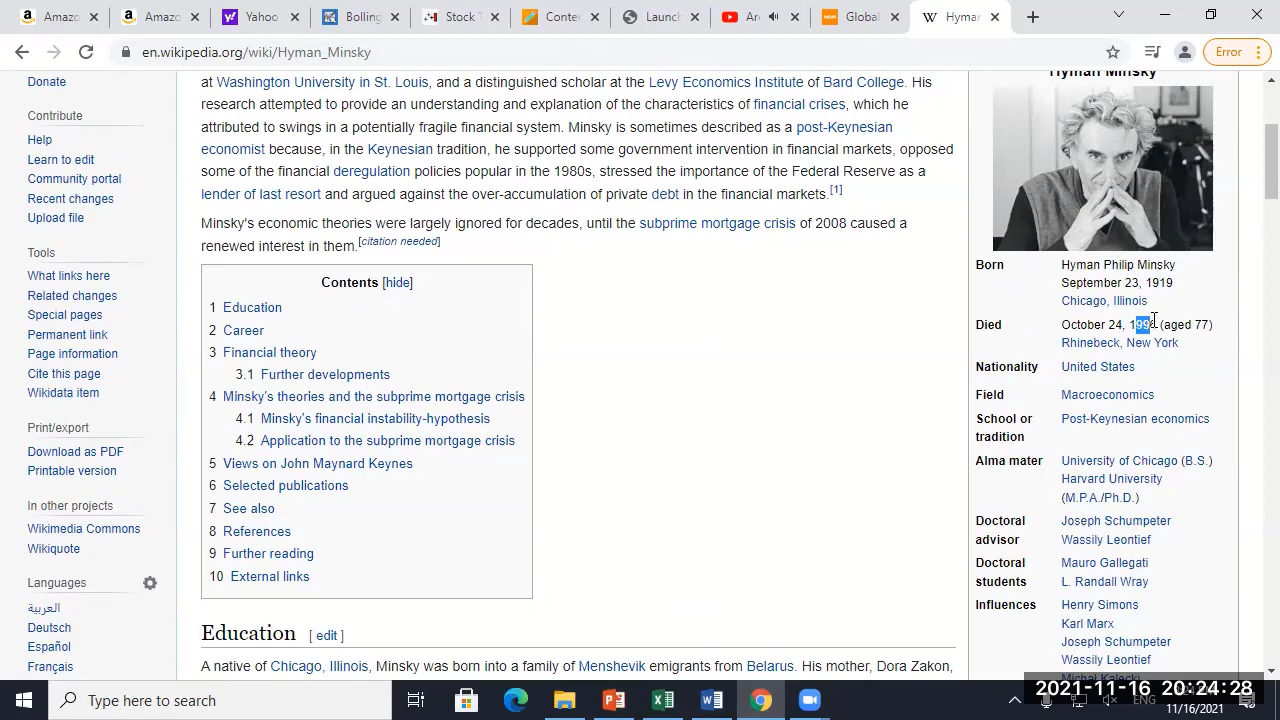 Amazo
Amazo
Yahoo
Bolling
Stock T
Conter
Launch
Ar
Global
Hyman
en.wikipedia.org/wiki/Hyman_Minsky
Error
Donate
Contribute
Help
Learn to edit
Community portal
Recent changes
Upload file
Tools
What links here
Related changes
Special pages
Permanent link
Page information
Cite this page
Wikidata item
Print/export
Download as PDF
Printable version
In other projects
Wikimedia Commons
Wikiquote
Languages
العربية
Deutsch
Español
Français
at Washington University in St. Louis, and a distinguished scholar at the Levy Economics Institute of Bard College. His
research attempted to provide an understanding and explanation of the characteristics of financial crises, which he
attributed to swings in a potentially fragile financial system. Minsky is sometimes described as a post-Keynesian
economist because, in the Keynesian tradition, he supported some government intervention in financial markets, opposed
some of the financial deregulation policies popular in the 1980s, stressed the importance of the Federal Reserve as a
lender of last resort and argued against the over-accumulation of private debt in the financial markets.[1]
Minsky's economic theories were largely ignored for decades, until the subprime mortgage crisis of 2008 caused a
renewed interest in them.[citation needed]
Contents [hide]
1 Education
2 Career
3 Financial theory
3.1 Further developments
4 Minsky's theories and the subprime mortgage crisis
4.1 Minsky's financial instability-hypothesis
4.2 Application to the subprime mortgage crisis
5 Views on John Maynard Keynes
6 Selected publications
7 See also
8 References
9 Further reading
10 External links
Education [ edit ]
A native of Chicago, Illinois, Minsky was born into a family of Menshevik emigrants from Belarus. His mother, Dora Zakon,
Hyman Minsky
Born Hyman Philip Minsky
September 23, 1919
Chicago, Illinois
Died October 24, 199 (aged 77)
Rhinebeck, New York
Nationality United States
Field Macroeconomics
School or tradition Post-Keynesian economics
Alma mater University of Chicago (B.S.)
Harvard University
(M.P.A./Ph.D.)
Doctoral advisor Joseph Schumpeter
Wassily Leontief
Doctoral students Mauro Gallegati
L. Randall Wray
Influences Henry Simons
Karl Marx
Joseph Schumpeter
Wassily Leontief
Type here to search
2021-11-16 20:24:28
ENG
11/16/2021